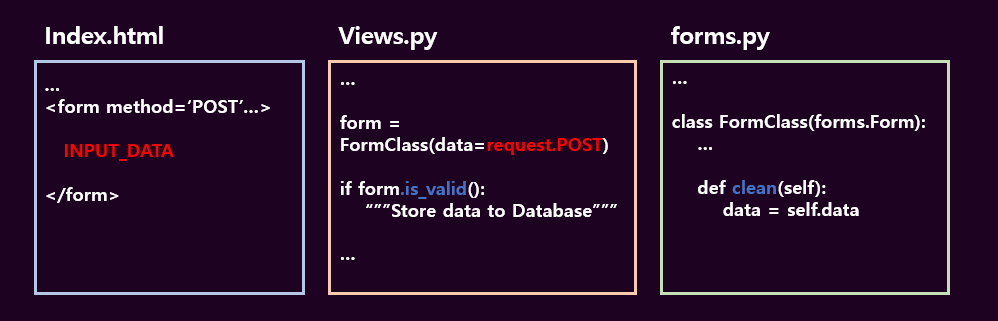 Index.html
...
<form method=‘POST’...>
INPUT_DATA
</form>
Views.py
...
form =
FormClass(data=request.POST)
if form.is_valid():
“””Store data to Database”””
...
forms.py
...
class FormClass(forms.Form):
...
def clean(self):
data = self.data